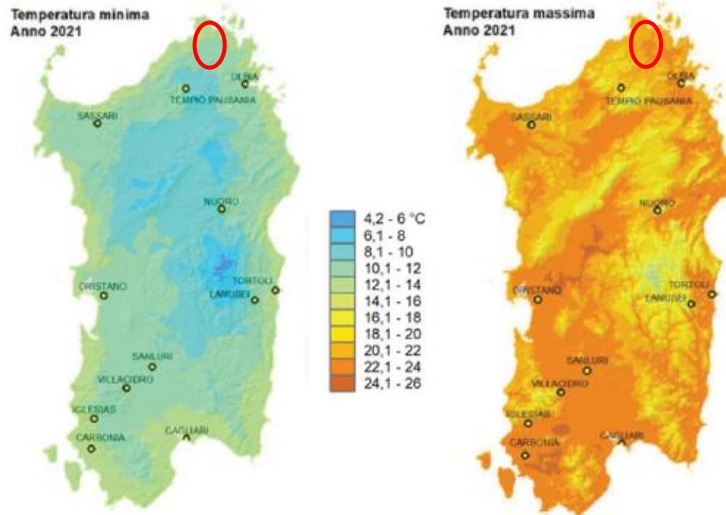 Temperatura minima
Anno 2021
OLBIA
TEMPIO PAUSANIA
SASSARI
NUORO
ORISTANO
TORTOLI
LANUSEI
SANLURI
VILLACIDRO
IGLESIAS
CARBONIA
CAGLIARI
4,2 - 6 °C
6,1 - 8
8,1 - 10
10,1 - 12
12,1 - 14
14,1 - 16
16,1 - 18
18,1 - 20
20,1 - 22
22,1 - 24
24,1 - 26
Temperatura massima
Anno 2021
OLBIA
TEMPIO PAUSANIA
SASSARI
NUORO
ORISTANO
TORTOLI
LANUSEI
SANLURI
VILLACIDRO
IGLESIAS
CARBONIA
CAGLIARI